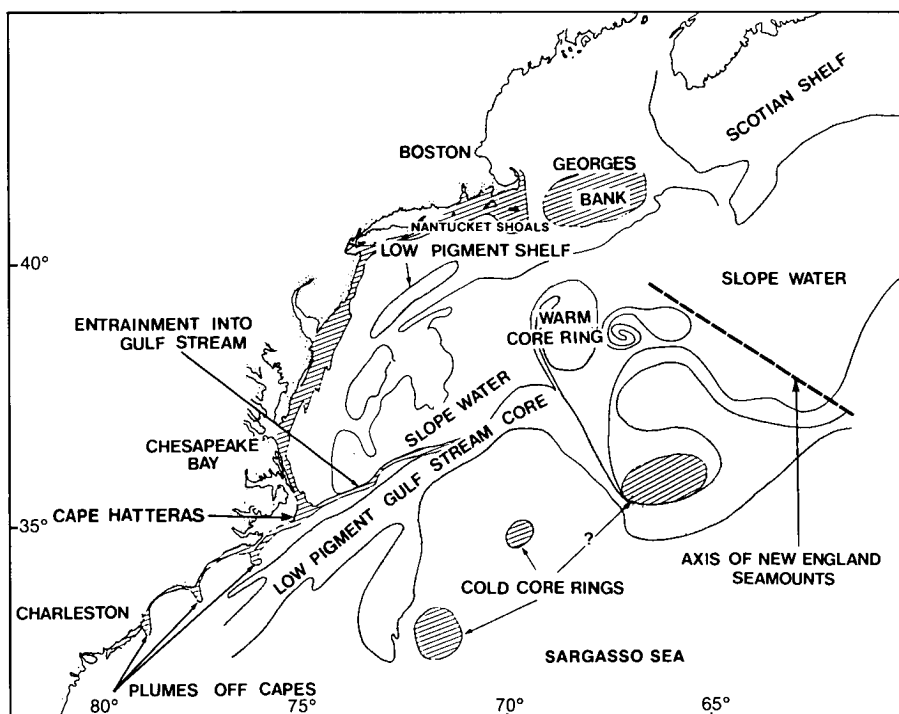 SCOTIAN SHELF
BOSTON
GEORGES
BANK
NANTUCKET SHOALS
LOW PIGMENT SHELF
40°
SLOPE WATER
ENTRAINMENT INTO
GULF STREAM
WARM
CORE RING
SLOPE WATER
CHESAPEAKE
BAY
LOW PIGMENT GULF STREAM CORE
CAPE HATTERAS
35°
?
AXIS OF NEW ENGLAND
SEAMOUNTS
COLD CORE RINGS
CHARLESTON
SARGASSO SEA
PLUMES OFF CAPES
80°
75°
70°
65°